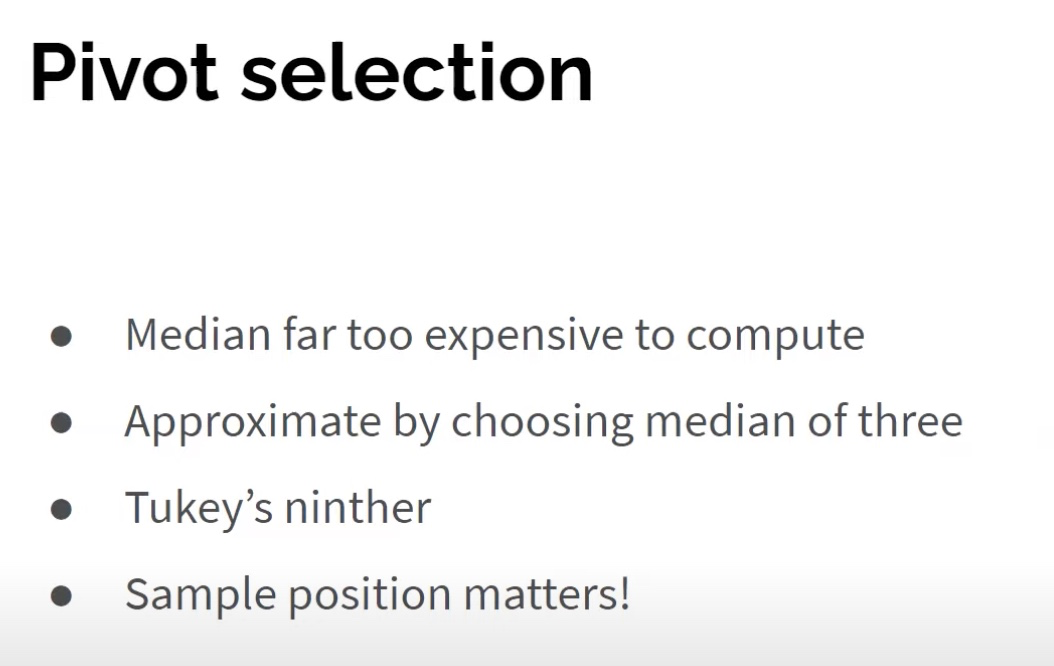 Pivot selection
● Median far too expensive to compute
● Approximate by choosing median of three
● Tukey’s ninther
● Sample position matters!